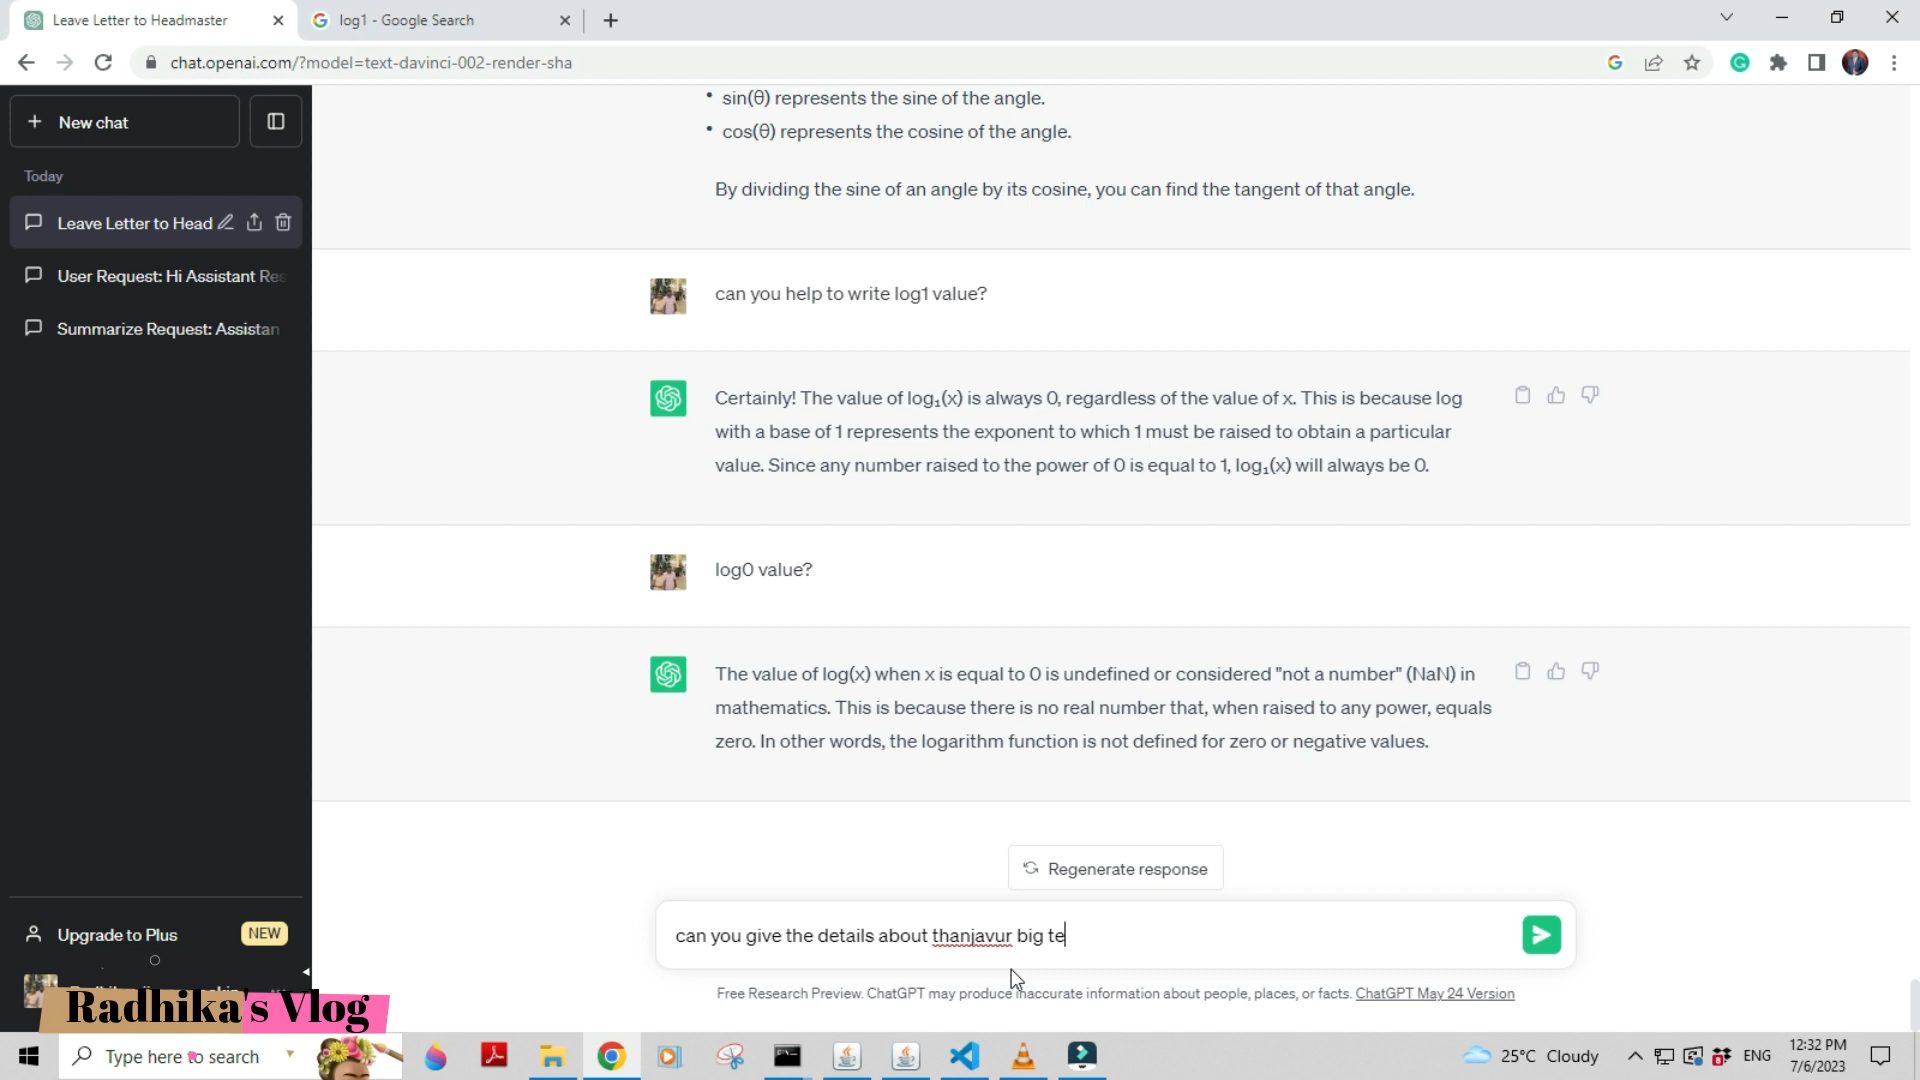 Leave Letter to Headmaster
log1 - Google Search
chat.openai.com/?model=text-davinci-002-render-sha
New chat
Today
Leave Letter to Head
User Request: Hi Assistant Res
Summarize Request: Assistan
• sin(θ) represents the sine of the angle.
• cos(θ) represents the cosine of the angle.
By dividing the sine of an angle by its cosine, you can find the tangent of that angle.
can you help to write log1 value?
Certainly! The value of log₁(x) is always 0, regardless of the value of x. This is because log
with a base of 1 represents the exponent to which 1 must be raised to obtain a particular
value. Since any number raised to the power of 0 is equal to 1, log₁(x) will always be 0.
log0 value?
The value of log(x) when x is equal to 0 is undefined or considered "not a number" (NaN) in
mathematics. This is because there is no real number that, when raised to any power, equals
zero. In other words, the logarithm function is not defined for zero or negative values.
Regenerate response
can you give the details about thanjavur big te
Free Research Preview. ChatGPT may produce inaccurate information about people, places, or facts. ChatGPT May 24 Version
Upgrade to Plus
NEW
Radhika's Vlog
Type here to search
25°C Cloudy
ENG
12:32 PM
7/6/2023